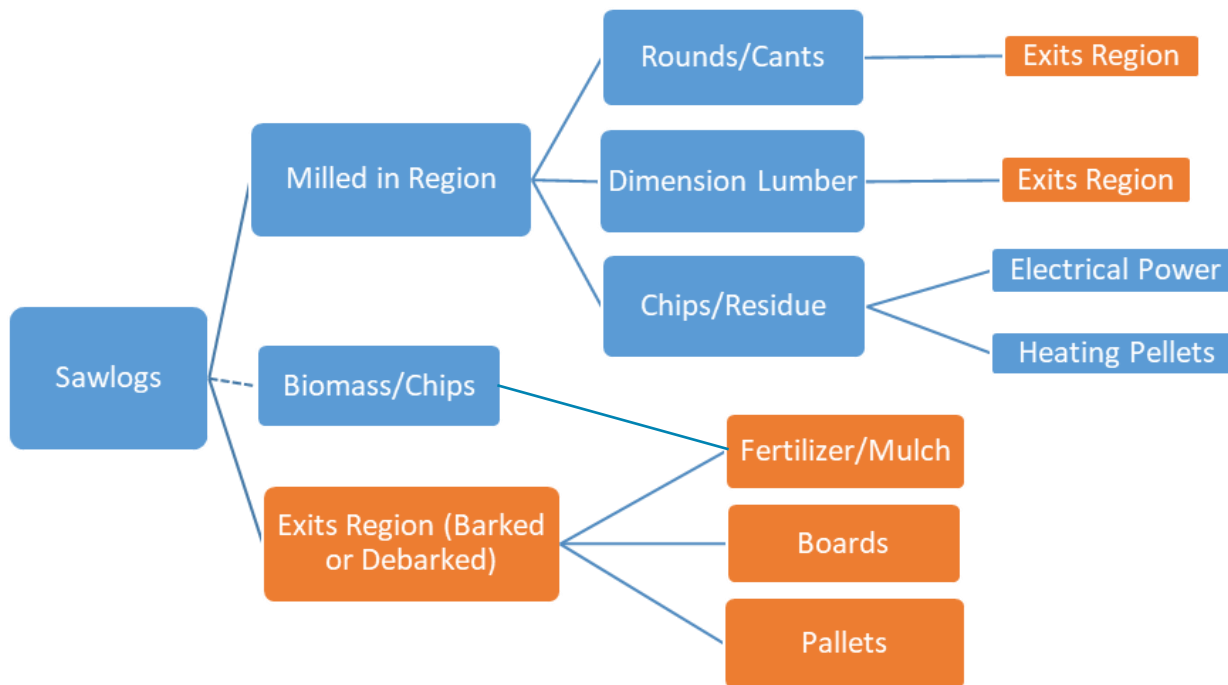 Rounds/Cants
Exits Region
Milled in Region
Dimension Lumber
Exits Region
Chips/Residue
Electrical Power
Heating Pellets
Sawlogs
Biomass/Chips
Fertilizer/Mulch
Exits Region (Barked
or Debarked)
Boards
Pallets